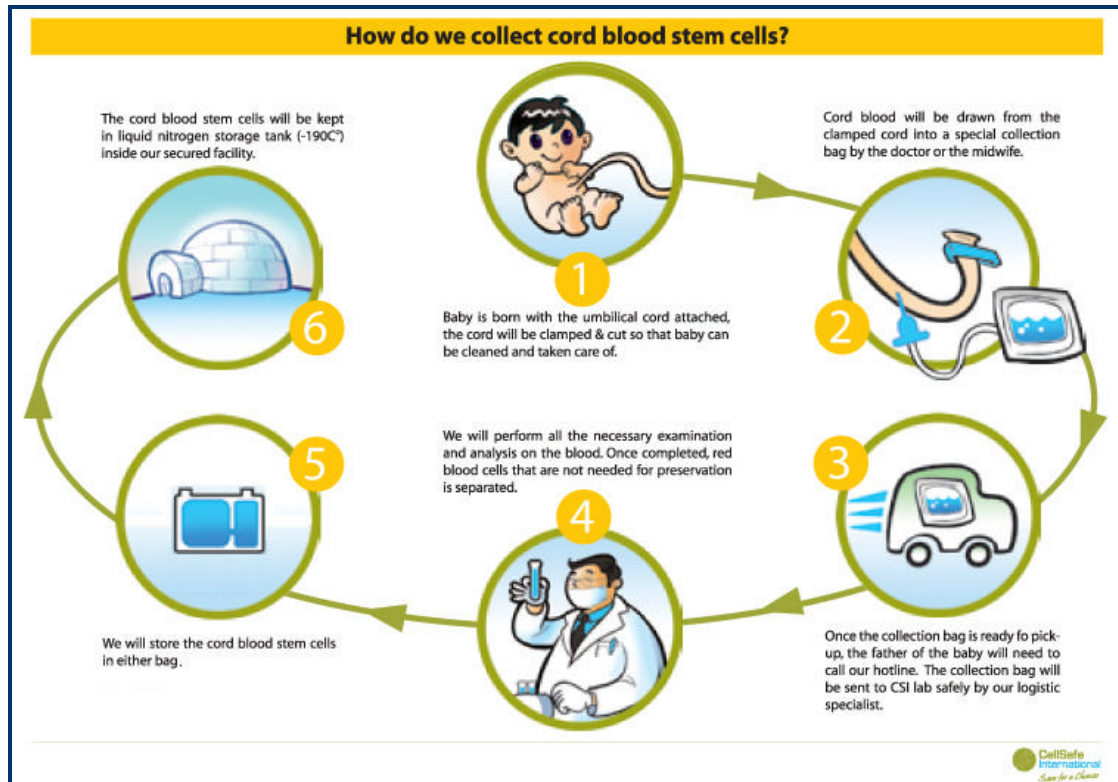 How do we collect cord blood stem cells?
1
Baby is born with the umbilical cord attached,
the cord will be clamped & cut so that baby can
be cleaned and taken care of.
Cord blood will be drawn from the
clamped cord into a special collection
bag by the doctor or the midwife.
2
3
Once the collection bag is ready fo pick-
up, the father of the baby will need to
call our hotline. The collection bag will
be sent to CSI lab safely by our logistic
specialist.
We will perform all the necessary examination
and analysis on the blood. Once completed, red
blood cells that are not needed for preservation
is separated.
4
5
We will store the cord blood stem cells
in either bag.
The cord blood stem cells will be kept
in liquid nitrogen storage tank (-190C°)
inside our secured facility.
6
CellSafe
International